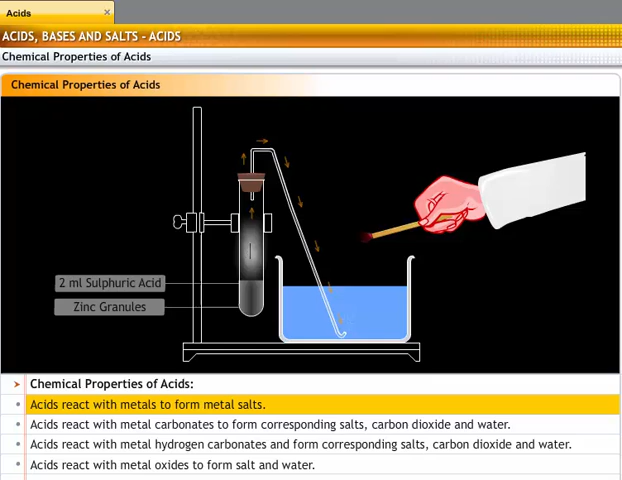 Acids
ACIDS, BASES AND SALTS - ACIDS
Chemical Properties of Acids
Chemical Properties of Acids
2 ml Sulphuric Acid
Zinc Granules
Chemical Properties of Acids:
Acids react with metals to form metal salts.
Acids react with metal carbonates to form corresponding salts, carbon dioxide and water.
Acids react with metal hydrogen carbonates and form corresponding salts, carbon dioxide and water.
Acids react with metal oxides to form salt and water.